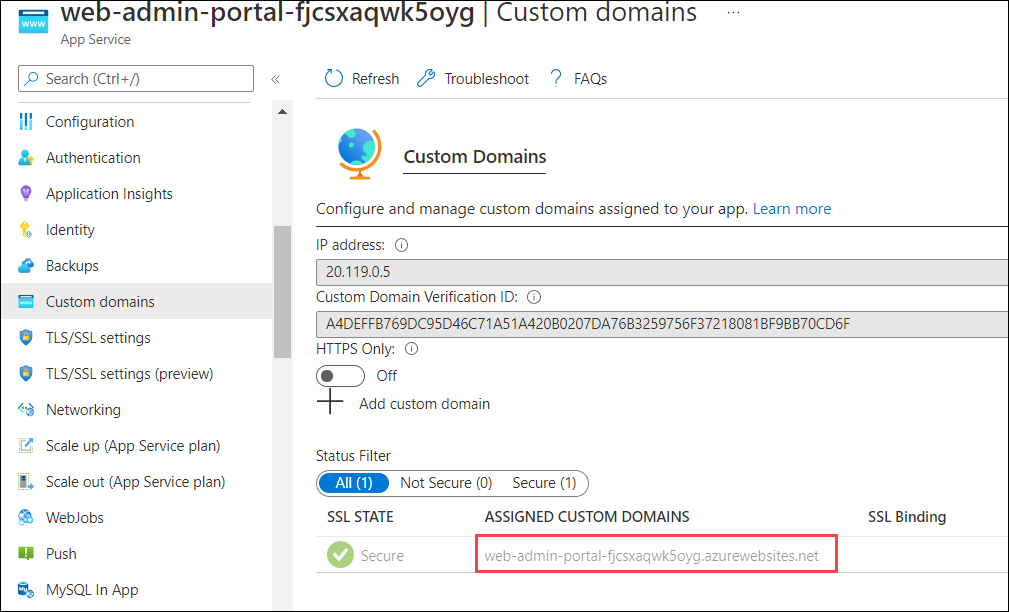 web-admin-portal-fjcsxaqwk5oyg | Custom domains ...
App Service
Search (Ctrl+/)
«
Configuration
Authentication
Application Insights
Identity
Backups
Custom domains
TLS/SSL settings
TLS/SSL settings (preview)
Networking
Scale up (App Service plan)
Scale out (App Service plan)
WebJobs
Push
MySQL In App
Refresh Troubleshoot ? FAQs
Custom Domains
Configure and manage custom domains assigned to your app. Learn more
IP address:
20.119.0.5
Custom Domain Verification ID:
A4DEFFB769DC95D46C71A51A420B0207DA76B3259756F37218081BF9BB70CD6F
HTTPS Only:
Off
Add custom domain
Status Filter
All (1) Not Secure (0) Secure (1)
SSL STATE ASSIGNED CUSTOM DOMAINS SSL Binding
Secure web-admin-portal-fjcsxaqwk5oyg.azurewebsites.net